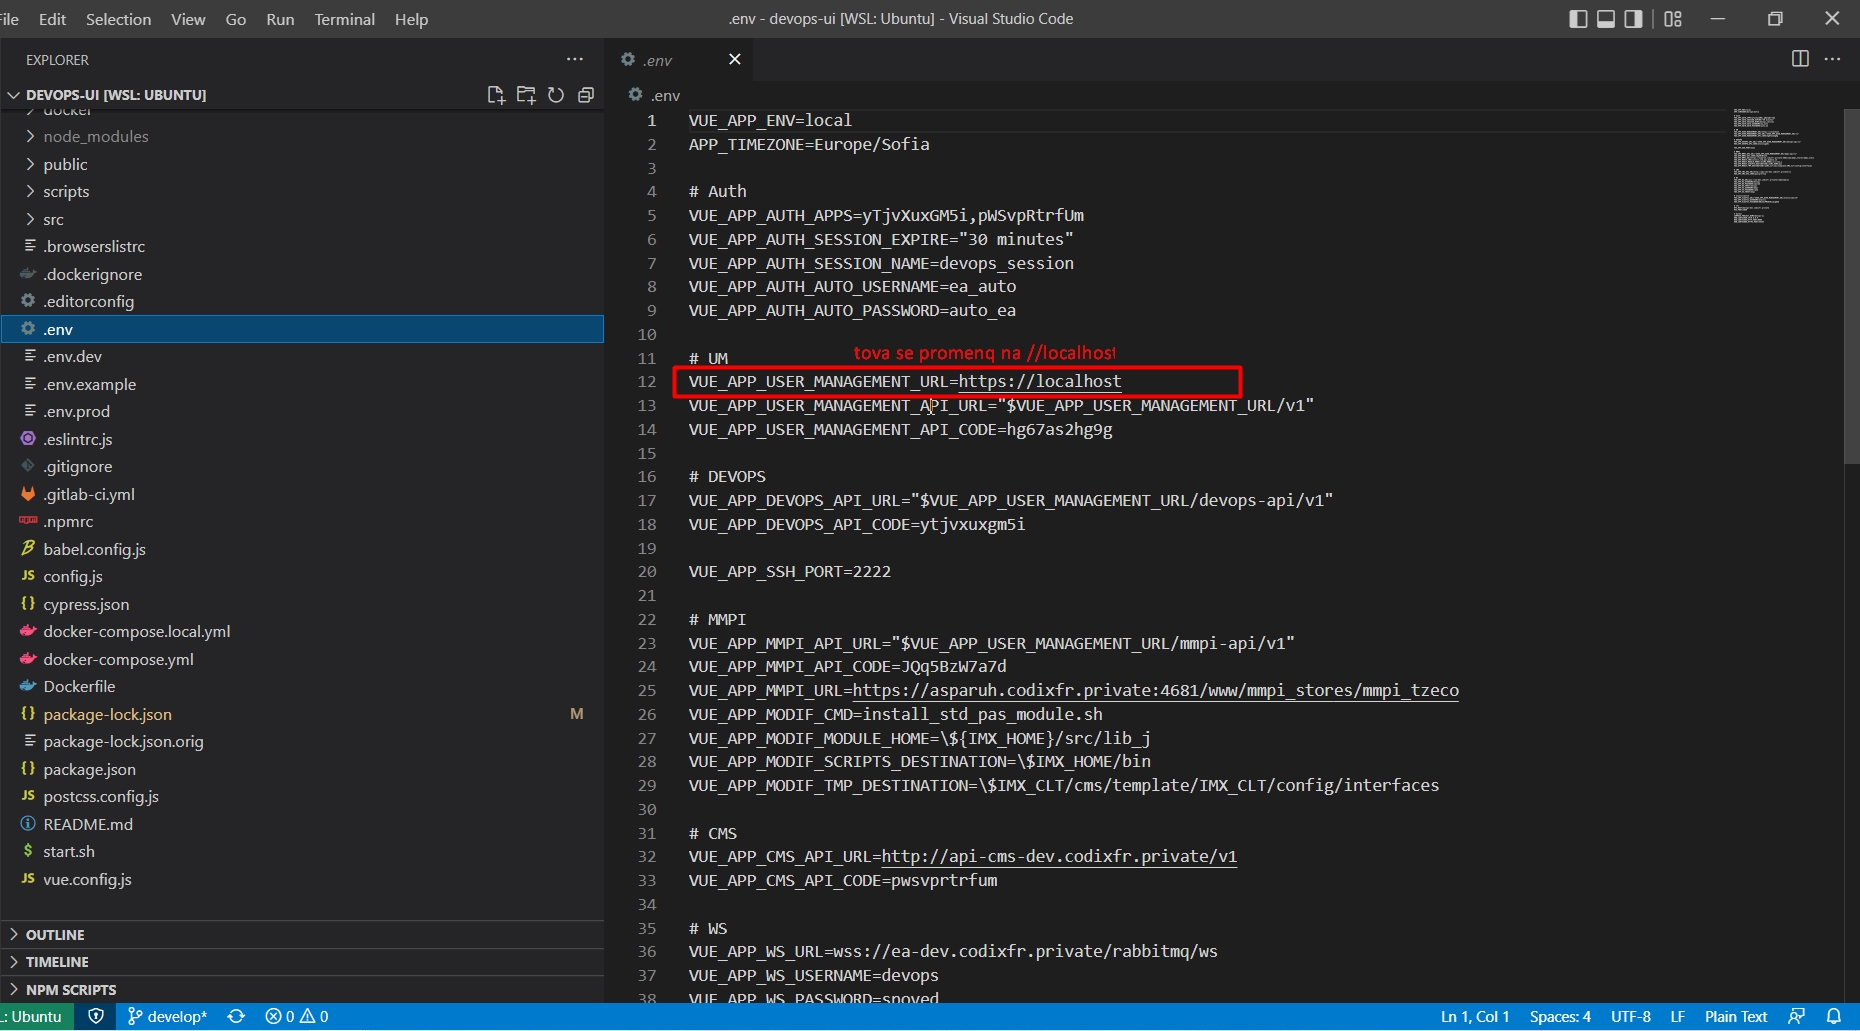 File Edit Selection View Go Run Terminal Help
.env - devops-ui [WSL: Ubuntu] - Visual Studio Code
EXPLORER
DEVOPS-UI [WSL: UBUNTU]
docker
node_modules
public
scripts
src
.browserslistrc
.dockerignore
.editorconfig
.env
.env.dev
.env.example
.env.prod
.eslintrc.js
.gitignore
.gitlab-ci.yml
.npmrc
babel.config.js
JS config.js
cypress.json
docker-compose.local.yml
docker-compose.yml
Dockerfile
package-lock.json M
package-lock.json.orig
package.json
JS postcss.config.js
README.md
$ start.sh
JS vue.config.js
OUTLINE
TIMELINE
NPM SCRIPTS
.env
.env
1 VUE_APP_ENV=local
2 APP_TIMEZONE=Europe/Sofia
3
4 # Auth
5 VUE_APP_AUTH_APPS=yTjvXuxGM5i,pWSvpRtrfUm
6 VUE_APP_AUTH_SESSION_EXPIRE="30 minutes"
7 VUE_APP_AUTH_SESSION_NAME=devops_session
8 VUE_APP_AUTH_AUTO_USERNAME=ea_auto
9 VUE_APP_AUTH_AUTO_PASSWORD=auto_ea
10
tova se promenq na //localhost
11 # UM
12 VUE_APP_USER_MANAGEMENT_URL=https://localhost
13 VUE_APP_USER_MANAGEMENT_API_URL="$VUE_APP_USER_MANAGEMENT_URL/v1"
14 VUE_APP_USER_MANAGEMENT_API_CODE=hg67as2hg9g
15
16 # DEVOPS
17 VUE_APP_DEVOPS_API_URL="$VUE_APP_USER_MANAGEMENT_URL/devops-api/v1"
18 VUE_APP_DEVOPS_API_CODE=ytjvxuxgm5i
19
20 VUE_APP_SSH_PORT=2222
21
22 # MMPI
23 VUE_APP_MMPI_API_URL="$VUE_APP_USER_MANAGEMENT_URL/mmpi-api/v1"
24 VUE_APP_MMPI_API_CODE=JQq5BzW7a7d
25 VUE_APP_MMPI_URL=https://asparuh.codixfr.private:4681/www/mmpi_stores/mmpi_tzeco
26 VUE_APP_MODIF_CMD=install_std_pas_module.sh
27 VUE_APP_MODIF_MODULE_HOME=\${IMX_HOME}/src/lib_j
28 VUE_APP_MODIF_SCRIPTS_DESTINATION=\$IMX_HOME/bin
29 VUE_APP_MODIF_TMP_DESTINATION=\$IMX_CLT/cms/template/IMX_CLT/config/interfaces
30
31 # CMS
32 VUE_APP_CMS_API_URL=http://api-cms-dev.codixfr.private/v1
33 VUE_APP_CMS_API_CODE=pwsvprtrfum
34
35 # WS
36 VUE_APP_WS_URL=wss://ea-dev.codixfr.private/rabbitmq/ws
37 VUE_APP_WS_USERNAME=devops
38 VUE_APP_WS_PASSWORD=spoved
: Ubuntu develop* 0 0 Ln 1, Col 1 Spaces: 4 UTF-8 LF Plain Text